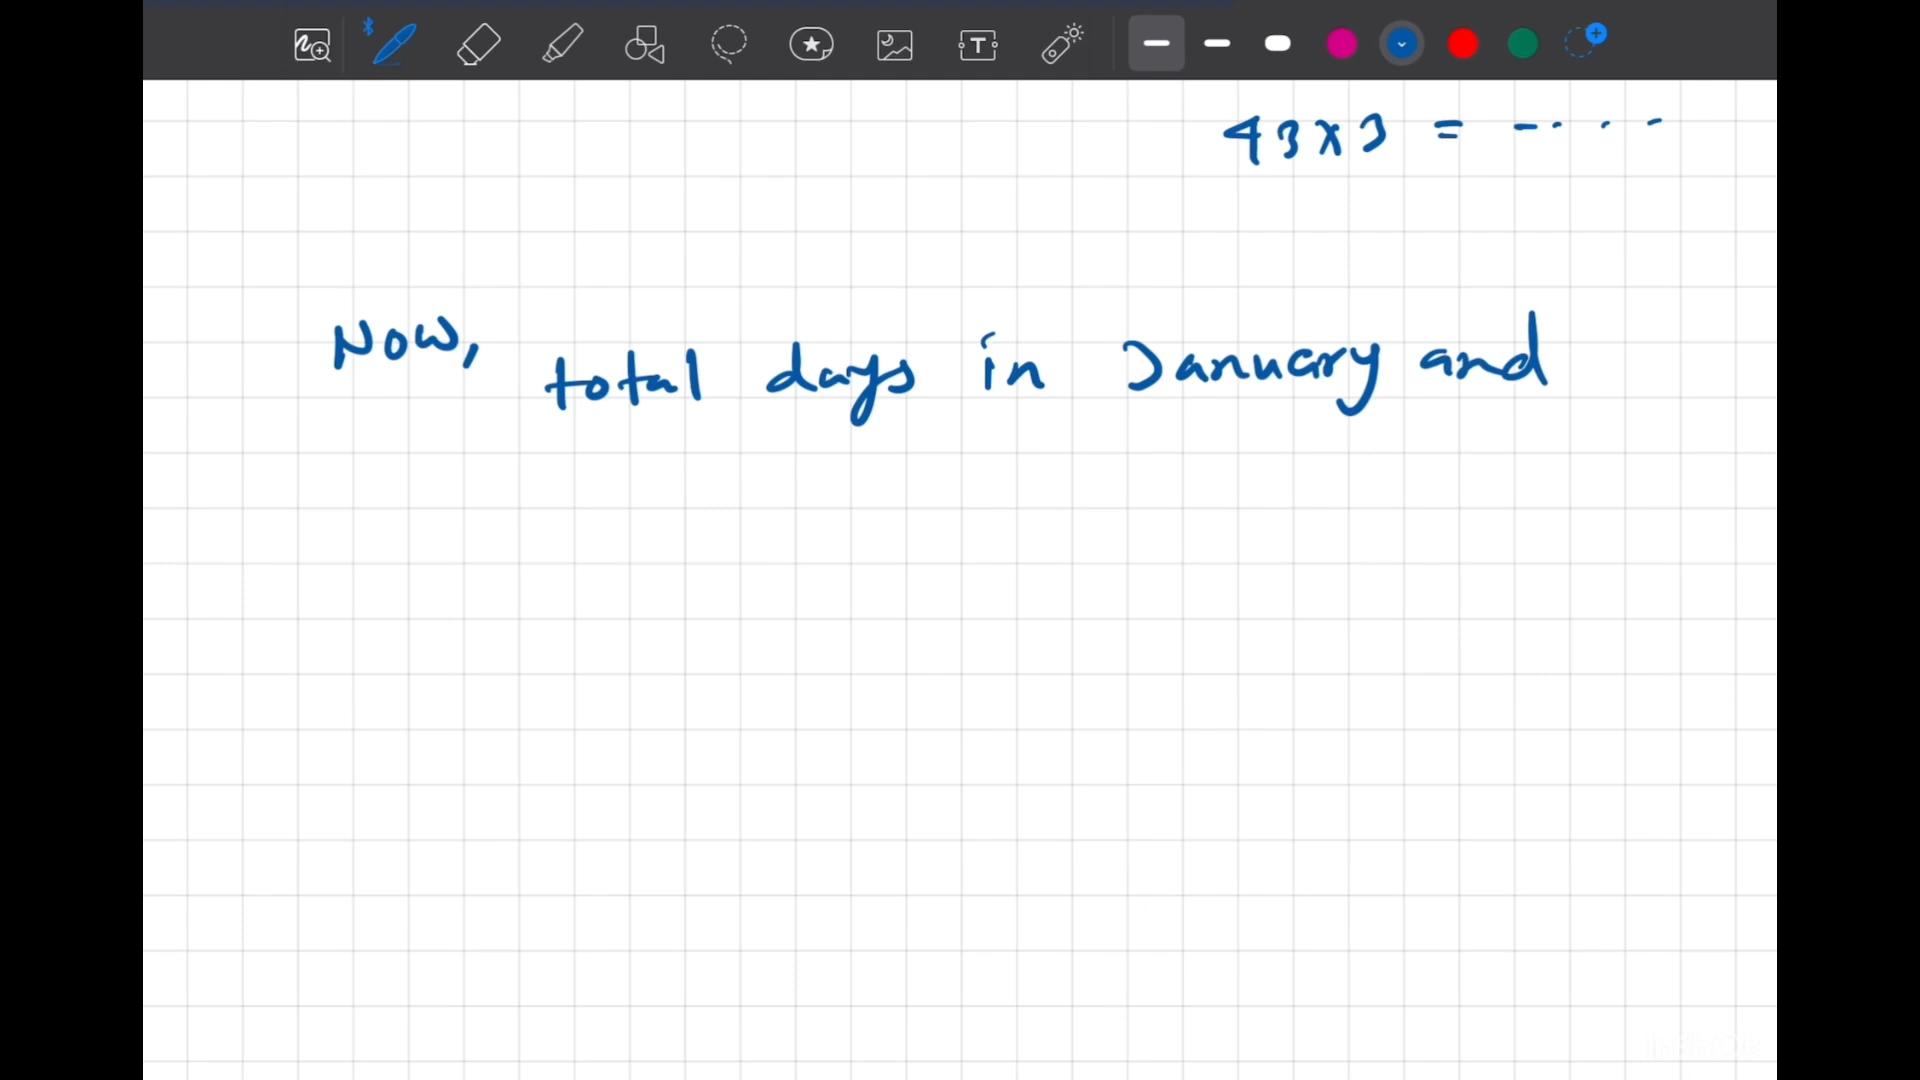 43x3 = -....
Now, total days in January and